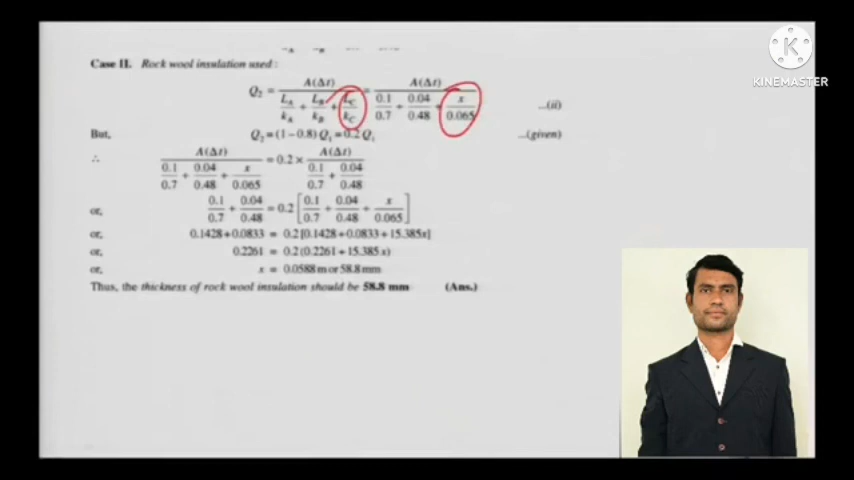 KINEMASTER
Case II. Rock wool insulation used :
Q₂ = A(Δt) / (L_A/k_A + L_B/k_B + L_C/k_C) = A(Δt) / (0.1/0.7 + 0.04/0.48 + x/0.065) ...(ii)
But, Q₂ = (1 – 0.8) Q₁ = 0.2 Q₁ ...(given)
∴ A(Δt) / (0.1/0.7 + 0.04/0.48 + x/0.065) = 0.2 × A(Δt) / (0.1/0.7 + 0.04/0.48)
or, 0.1/0.7 + 0.04/0.48 = 0.2 [0.1/0.7 + 0.04/0.48 + x/0.065]
or, 0.1428 + 0.0833 = 0.2 [0.1428 + 0.0833 + 15.385x]
or, 0.2261 = 0.2 (0.2261 + 15.385 x)
or, x = 0.0588 m or 58.8 mm
Thus, the thickness of rock wool insulation should be 58.8 mm (Ans.)